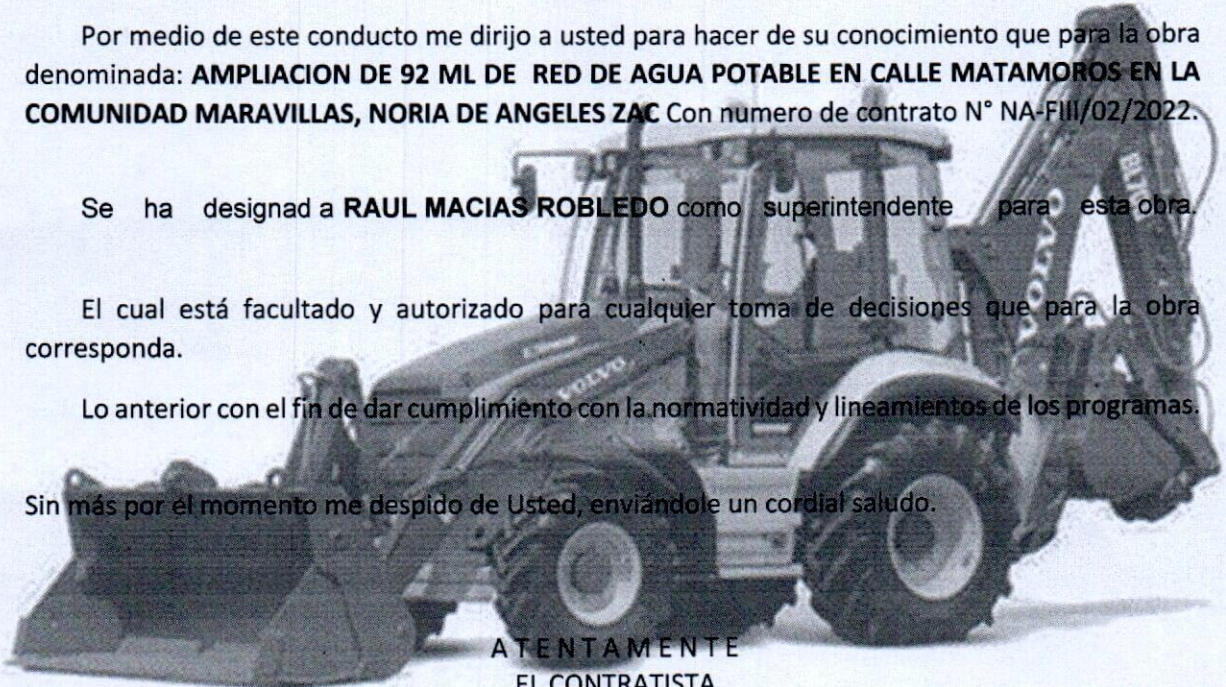 Por medio de este conducto me dirijo a usted para hacer de su conocimiento que para la obra
denominada: AMPLIACION DE 92 ML DE RED DE AGUA POTABLE EN CALLE MATAMOROS EN LA
COMUNIDAD MARAVILLAS, NORIA DE ANGELES ZAC Con numero de contrato N° NA-FIII/02/2022.
Se ha designad a RAUL MACIAS ROBLEDO como superintendente para esta obra.
El cual está facultado y autorizado para cualquier toma de decisiones que para la obra
corresponda.
Lo anterior con el fin de dar cumplimiento con la normatividad y lineamientos de los programas.
Sin más por el momento me despido de Usted, enviándole un cordial saludo.
A T E N T A M E N T E
EL CONTRATISTA
VOLVO
VOLVO